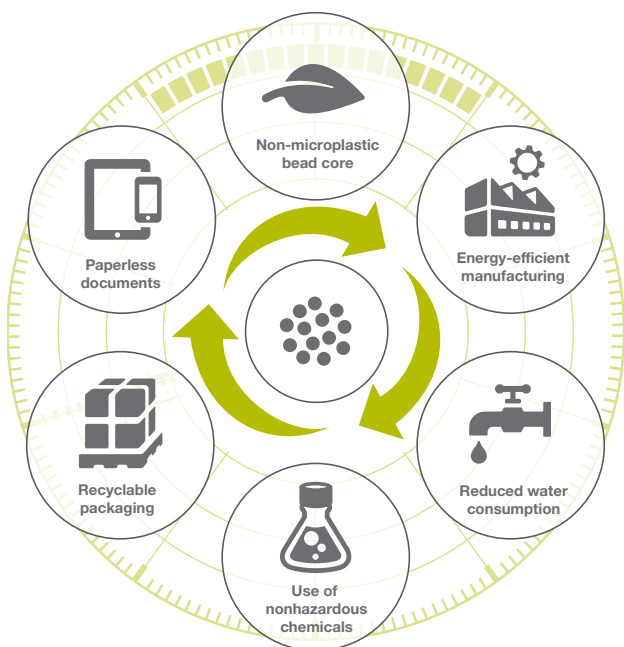 Non-microplastic
bead core
Energy-efficient
manufacturing
Reduced water
consumption
Use of
nonhazardous
chemicals
Recyclable
packaging
Paperless
documents